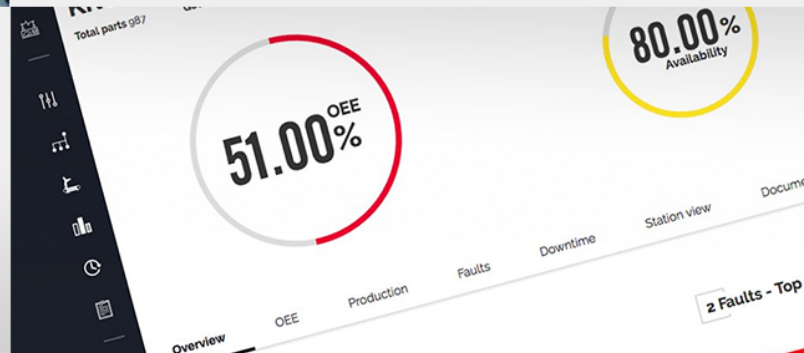 Total parts 987
51.00%
OEE
80.00%
Availability
Overview
OEE
Production
Faults
Downtime
Station view
2 Faults - Top